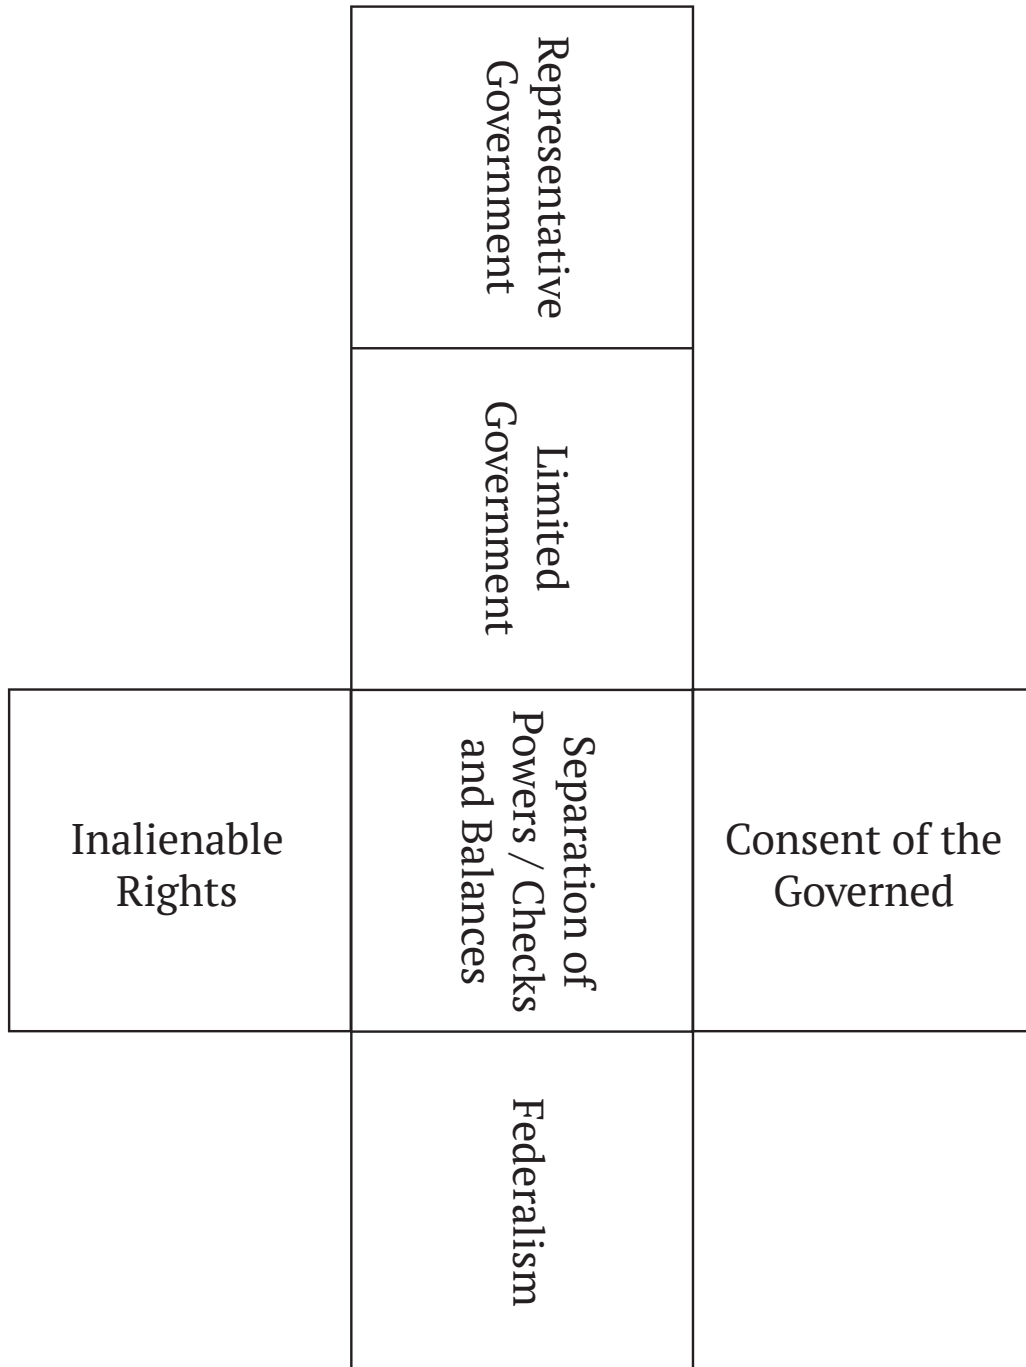 Representative
Government
Limited
Government
Inalienable
Rights
Separation of
Powers / Checks
and Balances
Consent of the
Governed
Federalism